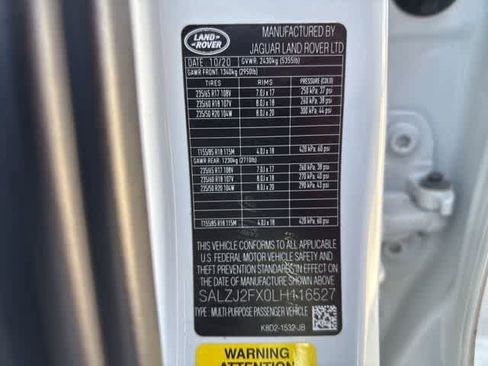 LAND
ROVER
MANUFACTURED BY
JAGUAR LAND ROVER LTD
DATE 10/20 GVWR. 2430kg (5355lb)
GAWR FRONT 1340kg (2950lb)
TIRES RIMS PRESSURE (COLD)
235/65 R17 108V 7.0J x 17 250 kPa, 37 psi
235/60 R18 107V 8.0J x 18 260 kPa, 38 psi
235/50 R20 104W 8.0J x 20 300 kPa, 44 psi
T155/85 R18 115M 4.0J x 18 420 kPa, 60 psi
GAWR REAR 1230kg (2710lb)
235/65 R17 108V 7.0J x 17 260 kPa, 38 psi
235/60 R18 107V 8.0J x 18 270 kPa, 40 psi
235/50 R20 104W 8.0J x 20 290 kPa, 43 psi
T155/85 R18 115M 4.0J x 18 420 kPa, 60 psi
THIS VEHICLE CONFORMS TO ALL APPLICABLE
U.S. FEDERAL MOTOR VEHICLE SAFETY AND
THEFT PREVENTION STANDARDS IN EFFECT ON
THE DATE OF MANUFACTURE SHOWN ABOVE.
SALZJ2FX0LH116527
TYPE: MULTI-PURPOSE PASSENGER VEHICLE
K8D2-1532-JB
WARNING
ATTENTION